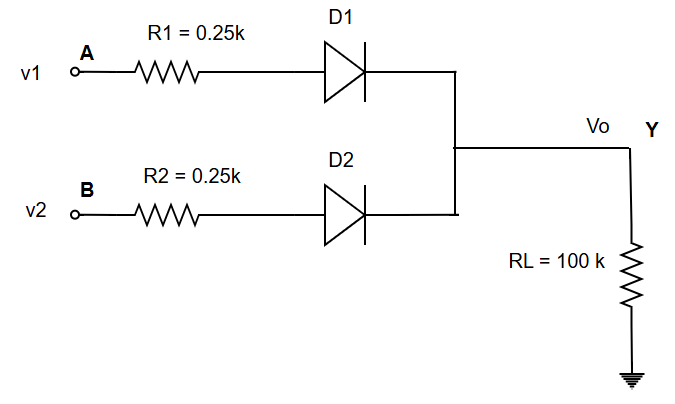 D1
R1 = 0.25k
A
v1
Vo
Y
D2
R2 = 0.25k
B
v2
RL = 100 k